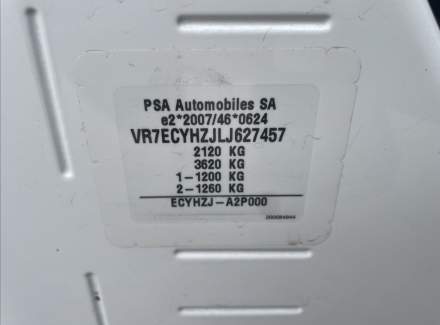 PSA Automobiles SA
e2*2007/46*0624
VR7ECYHZJLJ627457
2120 KG
3620 KG
1-1200 KG
2-1260 KG
ECYHZJ-A2P000